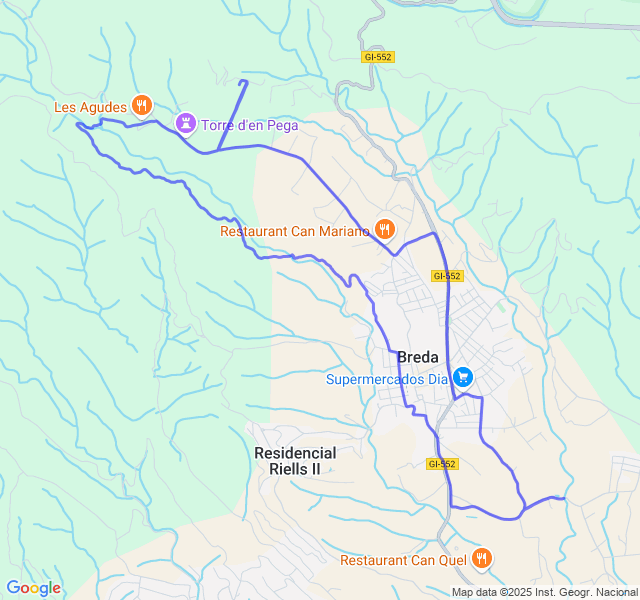 GI-552
Les Agudes
Torre d'en Pega
Restaurant Can Mariano
GI-552
Breda
Supermercados Dia
Residencial
Riells II
GI-552
Restaurant Can Quel
Google
Map data ©2025 Inst. Geogr. Nacional